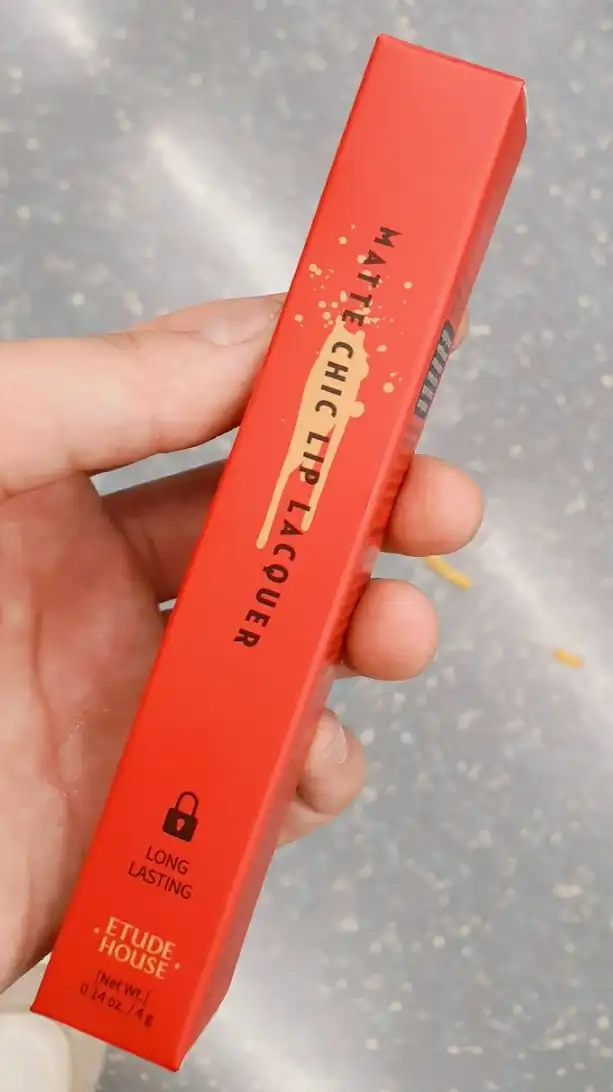 MATTE CHIC LIP LACQUER
LONG
LASTING
ETUDE
HOUSE
[Net Wt.]
0.14 oz. / 4 g